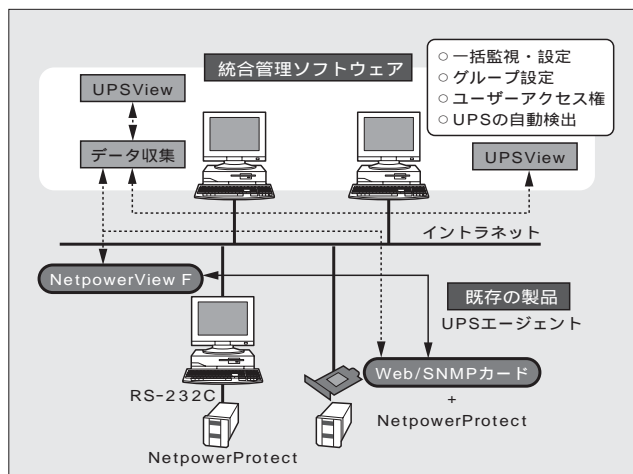 統合管理ソフトウェア
○ 一括監視・設定
○ グループ設定
○ ユーザーアクセス権
○ UPSの自動検出
UPSView
データ収集
UPSView
イントラネット
NetpowerView F
既存の製品
UPSエージェント
RS-232C
Web/SNMPカード
+
NetpowerProtect
NetpowerProtect